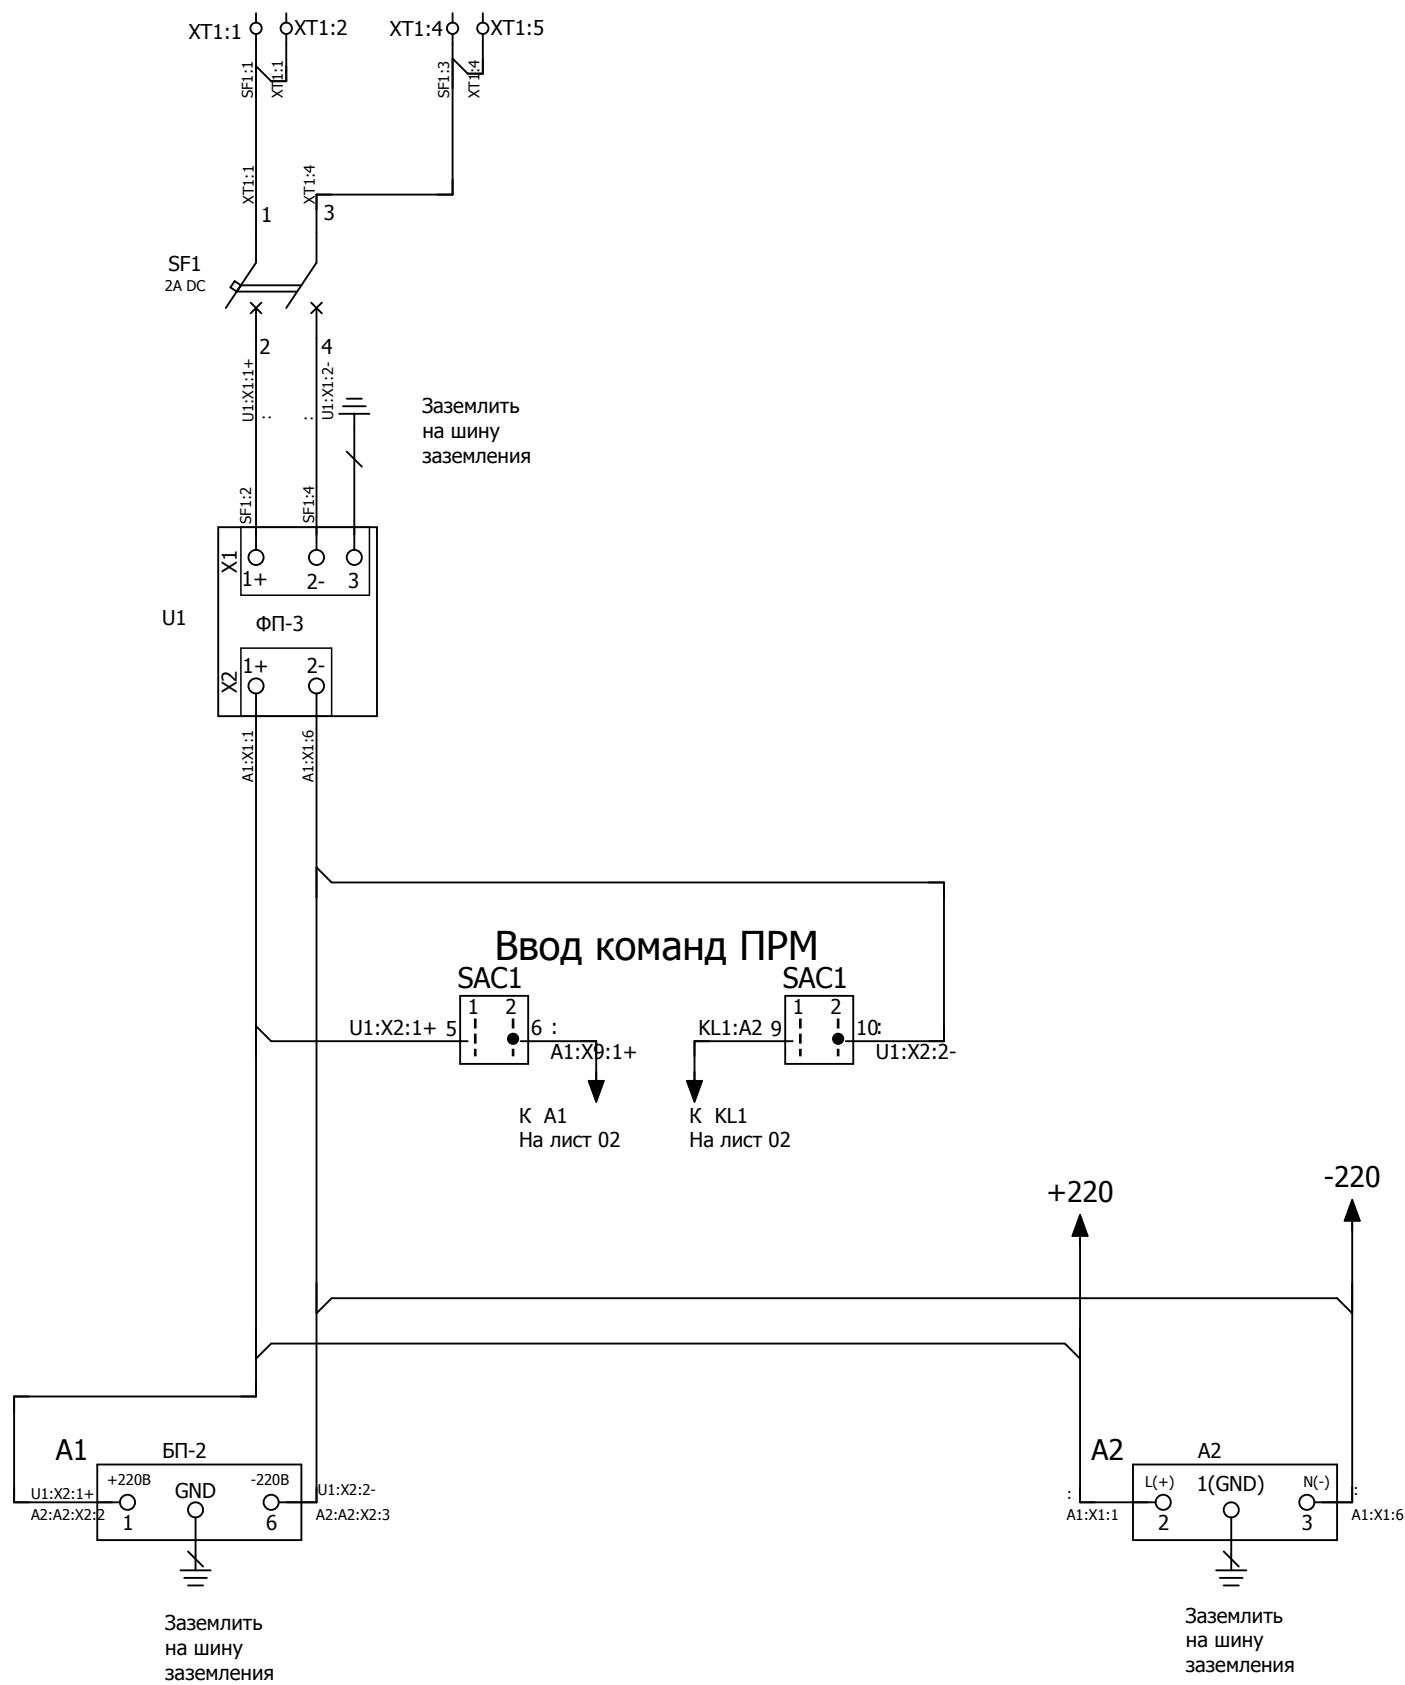 XT1:1
XT1:2
XT1:4
XT1:5
SF1:1
XT1:1
SF1:3
XT1:4
XT1:1
XT1:4
1
3
SF1
2A DC
2
4
U1:X1:1+
:
:
U1:X1:2-
Заземлить
на шину
заземления
SF1:2
SF1:4
X1
1+
2-
3
U1
ФП-3
X2
1+
2-
A1:X1:1
A1:X1:6
Ввод команд ПРМ
SAC1
SAC1
1 2
1 2
U1:X2:1+ 5
6 :
A1:X9:1+
KL1:A2 9
10:
U1:X2:2-
К A1
На лист 02
К KL1
На лист 02
+220
-220
A1
БП-2
+220В
GND
-220В
U1:X2:1+
A2:A2:X2:2
1
6
U1:X2:2-
A2:A2:X2:3
Заземлить
на шину
заземления
A2
A2
L(+)
1(GND)
N(-)
:
A1:X1:1
2
3
:
A1:X1:6
Заземлить
на шину
заземления